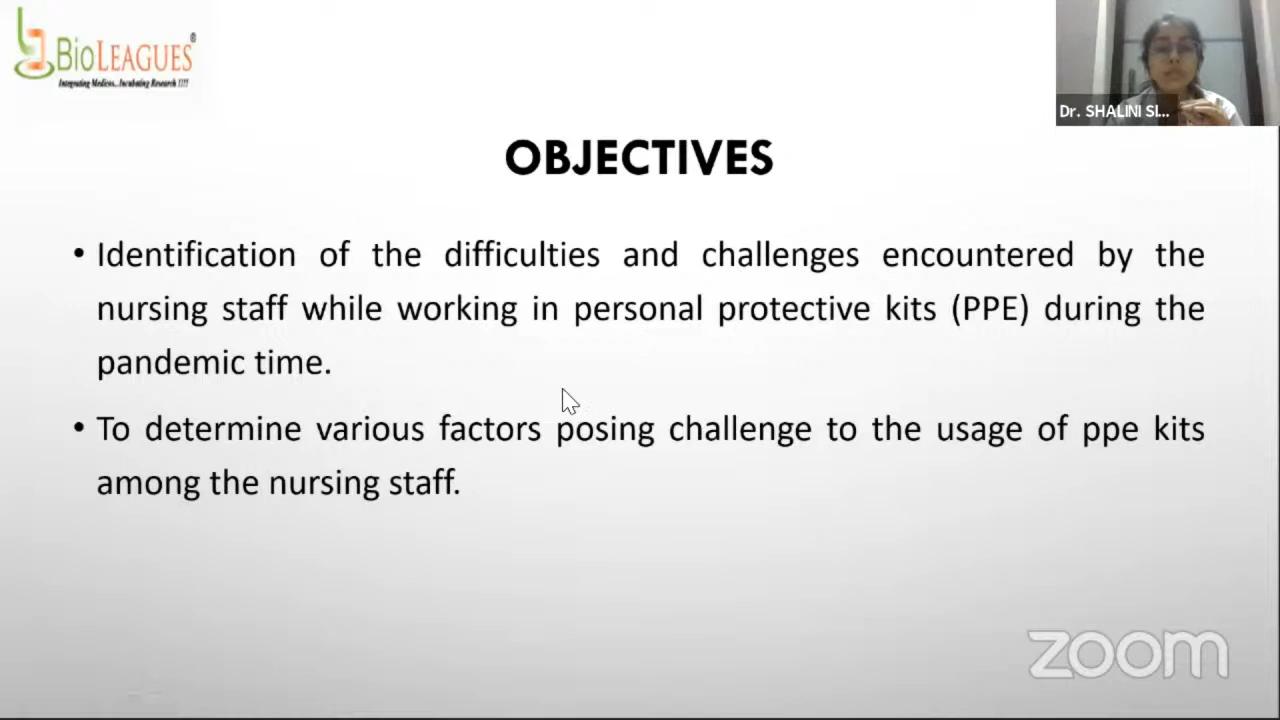 BIOLEAGUES®
Integrating Medicos...Incubating Research !!!!
Dr. SHALINI SI...
OBJECTIVES
• Identification of the difficulties and challenges encountered by the
nursing staff while working in personal protective kits (PPE) during the
pandemic time.
• To determine various factors posing challenge to the usage of ppe kits
among the nursing staff.
zoom